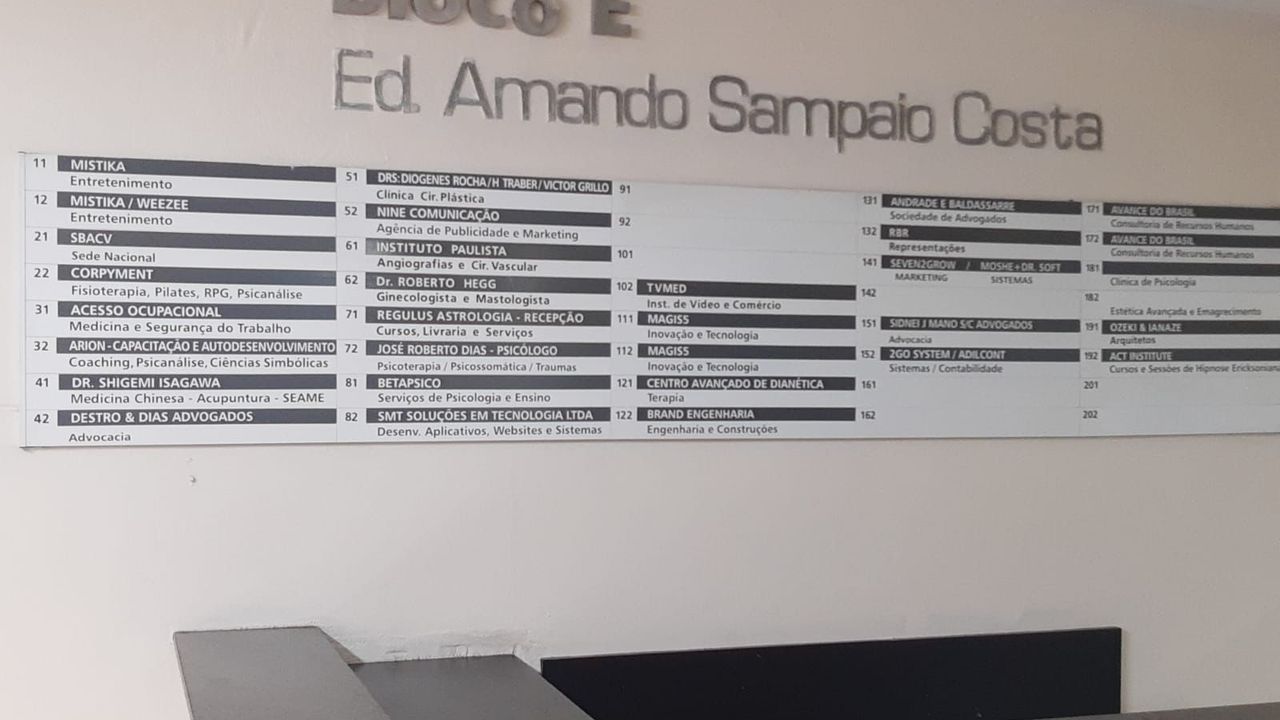 Bloco E
Ed. Amando Sampaio Costa
11 MISTIKA
Entretenimento
12 MISTIKA / WEEZEE
Entretenimento
21 SBACV
Sede Nacional
22 CORPYMENT
Fisioterapia, Pilates, RPG, Psicanálise
31 ACESSO OCUPACIONAL
Medicina e Segurança do Trabalho
32 ARION - CAPACITAÇÃO E AUTODESENVOLVIMENTO
Coaching, Psicanálise, Ciências Simbólicas
41 DR. SHIGEMI ISAGAWA
Medicina Chinesa - Acupuntura - SEAME
42 DESTRO & DIAS ADVOGADOS
Advocacia
51 DRS: DIOGENES ROCHA / H TRABER / VICTOR GRILLO
Clínica Cir. Plástica
52 NINE COMUNICAÇÃO
Agência de Publicidade e Marketing
61 INSTITUTO PAULISTA
Angiografias e Cir. Vascular
62 Dr. ROBERTO HEGG
Ginecologista e Mastologista
71 REGULUS ASTROLOGIA - RECEPÇÃO
Cursos, Livraria e Serviços
72 JOSÉ ROBERTO DIAS - PSICÓLOGO
Psicoterapia / Psicossomática / Traumas
81 BETAPSICO
Serviços de Psicologia e Ensino
82 SMT SOLUÇÕES EM TECNOLOGIA LTDA
Desenv. Aplicativos, Websites e Sistemas
91
92
101
102 TVMED
Inst. de Vídeo e Comércio
111 MAGISS
Inovação e Tecnologia
112 MAGISS
Inovação e Tecnologia
121 CENTRO AVANÇADO DE DIANÉTICA
Terapia
122 BRAND ENGENHARIA
Engenharia e Construções
131 ANDRADE E BALDASSARRE
Sociedade de Advogados
132 RBR
Representações
141 SEVEN2GROW / MOSHE+DR. SOFT
MARKETING SISTEMAS
142
151 SIDNEI J MANO S/C ADVOGADOS
Advocacia
152 2GO SYSTEM / ADILCONT
Sistemas / Contabilidade
161
162
171 AVANCE DO BRASIL
Consultoria de Recursos Humanos
172 AVANCE DO BRASIL
Consultoria de Recursos Humanos
181
Clínica de Psicologia
182
Estética Avançada e Emagrecimento
191 OZEKI & IANAZE
Arquitetos
192 ACT INSTITUTE
Cursos e Sessões de Hipnose Ericksoniana
201
202